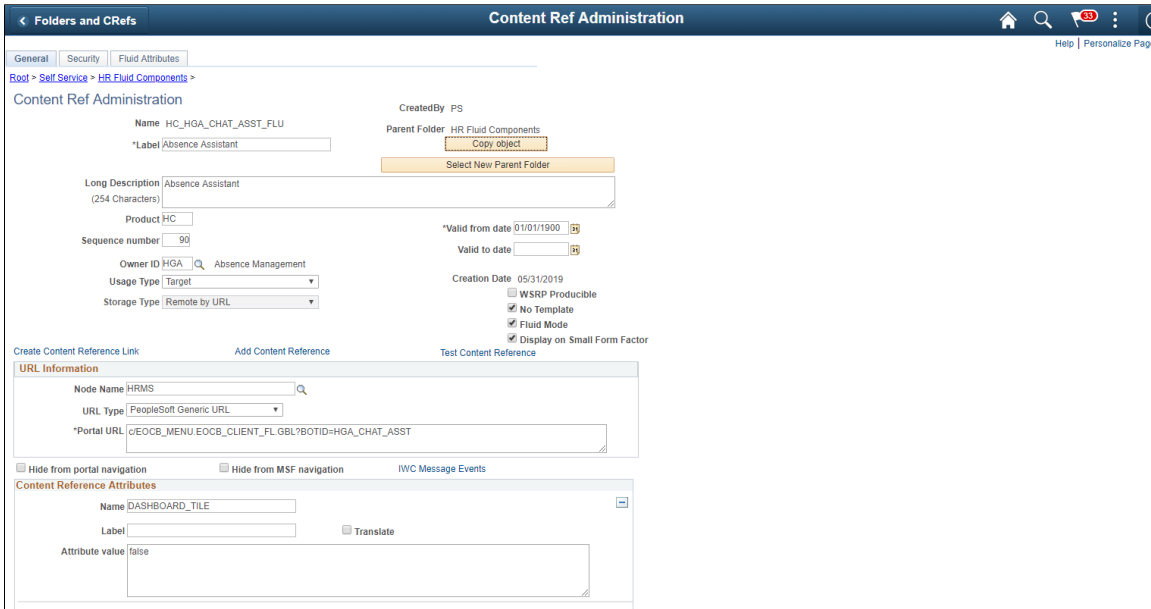 Folders and CRefs
Content Ref Administration
33
Help | Personalize Pag
General Security Fluid Attributes
Root > Self Service > HR Fluid Components >
Content Ref Administration
CreatedBy PS
Name HC_HGA_CHAT_ASST_FLU
Parent Folder HR Fluid Components
*Label Absence Assistant
Copy object
Select New Parent Folder
Long Description Absence Assistant
(254 Characters)
Product HC
*Valid from date 01/01/1900
Sequence number 90
Valid to date
Owner ID HGA Absence Management
Creation Date 05/31/2019
Usage Type Target
WSRP Producible
Storage Type Remote by URL
No Template
Fluid Mode
Display on Small Form Factor
Create Content Reference Link Add Content Reference Test Content Reference
URL Information
Node Name HRMS
URL Type PeopleSoft Generic URL
*Portal URL c/EOCB_MENU.EOCB_CLIENT_FL.GBL?BOTID=HGA_CHAT_ASST
Hide from portal navigation Hide from MSF navigation IWC Message Events
Content Reference Attributes
Name DASHBOARD_TILE
Label Translate
Attribute value false